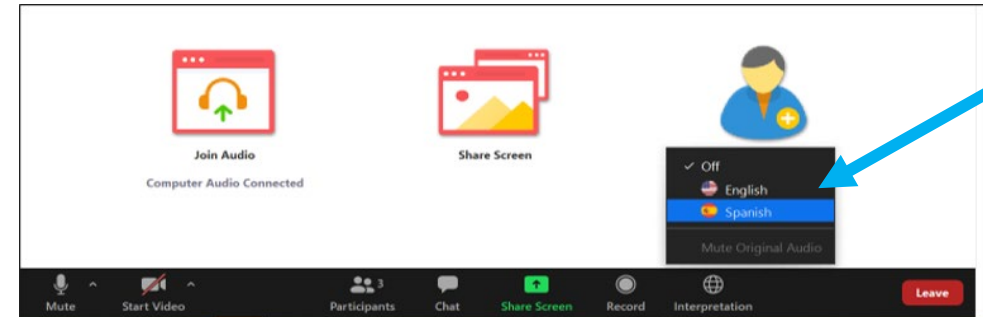 Join Audio
Computer Audio Connected
Share Screen
Off
English
Spanish
Mute Original Audio
Mute
Start Video
Participants
3
Chat
Share Screen
Record
Interpretation
Leave